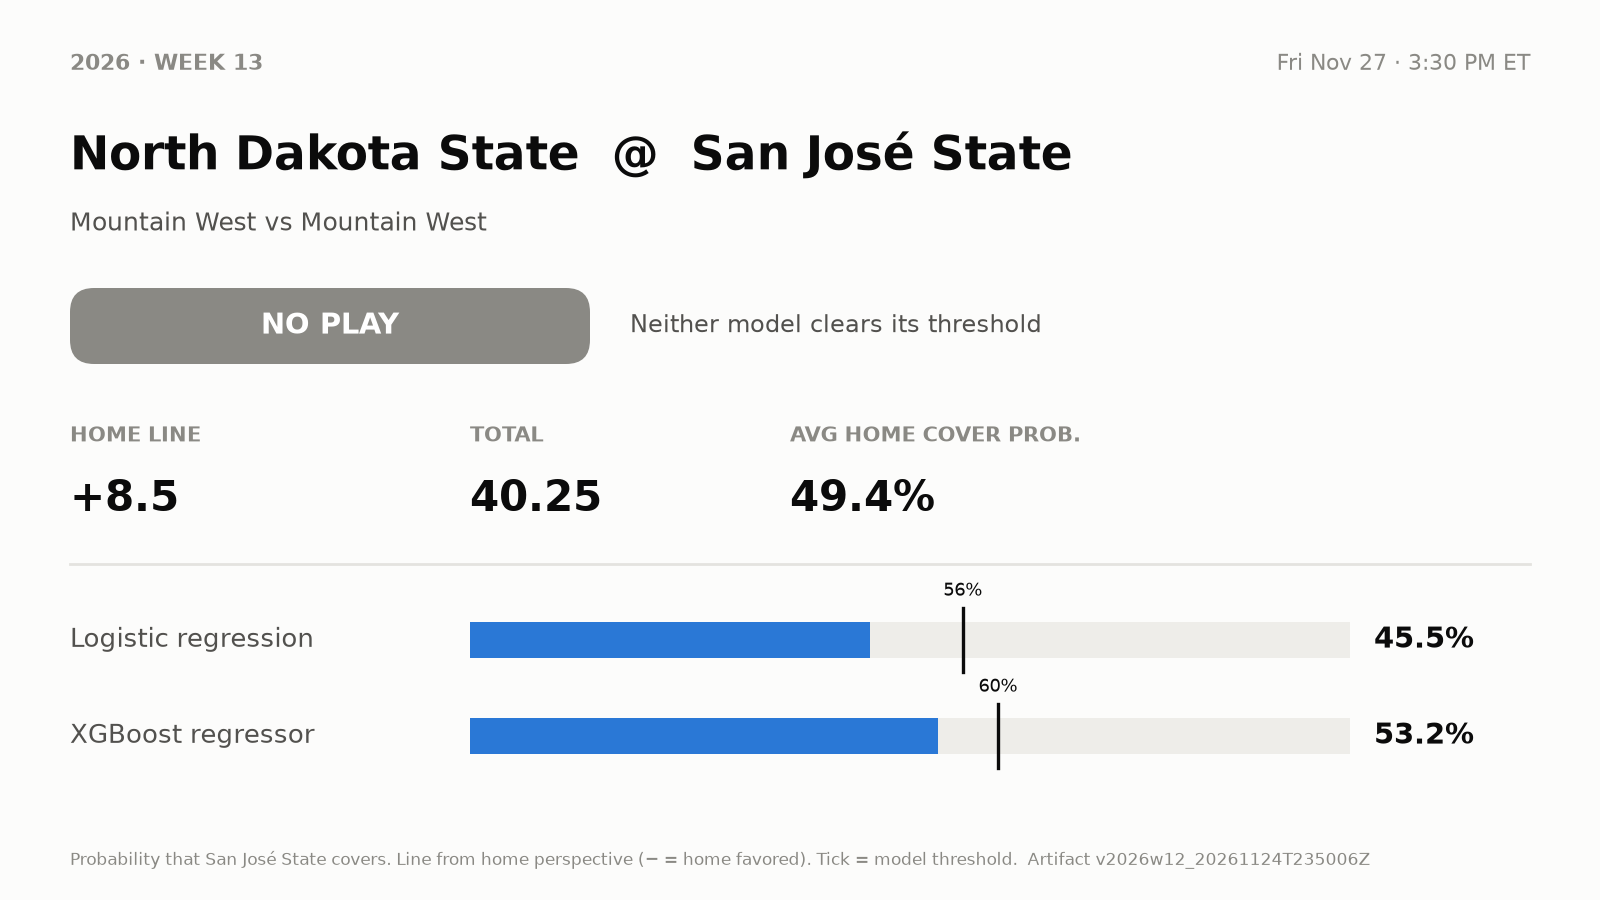 2026 · WEEK 13
Fri Nov 27 · 3:30 PM ET
North Dakota State @ San José State
Mountain West vs Mountain West
NO PLAY
Neither model clears its threshold
HOME LINE
TOTAL
AVG HOME COVER PROB.
+8.5
40.25
49.4%
56%
Logistic regression
45.5%
60%
XGBoost regressor
53.2%
Probability that San José State covers. Line from home perspective (− = home favored). Tick = model threshold. Artifact v2026w12_20261124T235006Z